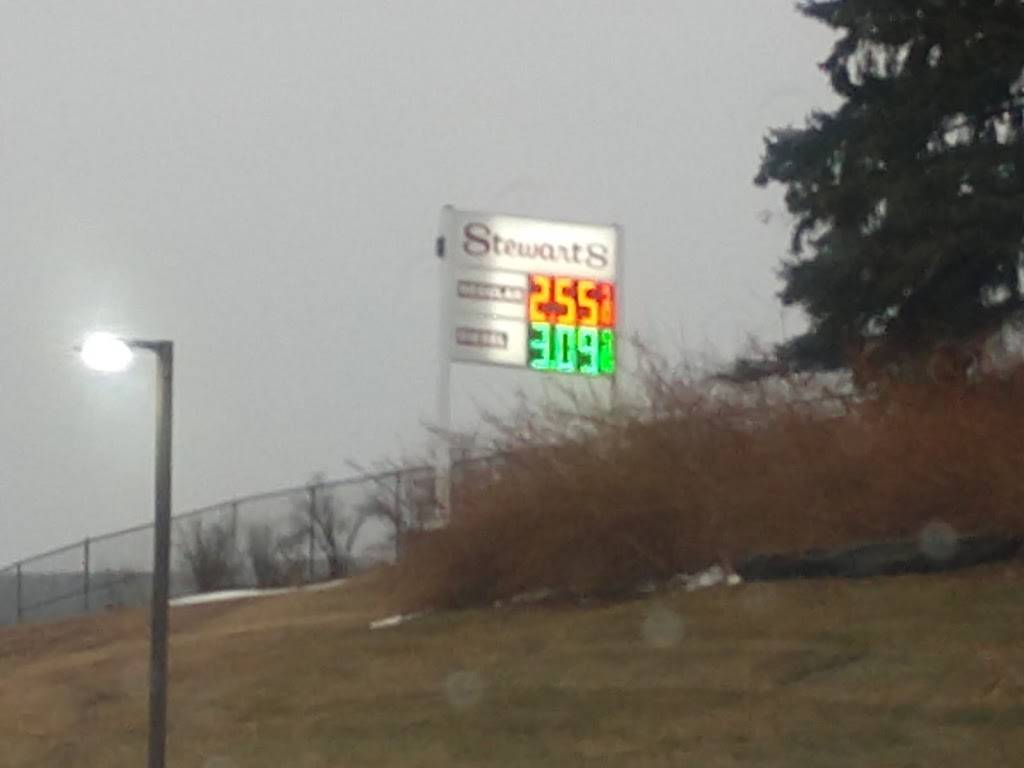 Stewart's
REGULAR 2.55
DIESEL 3.09